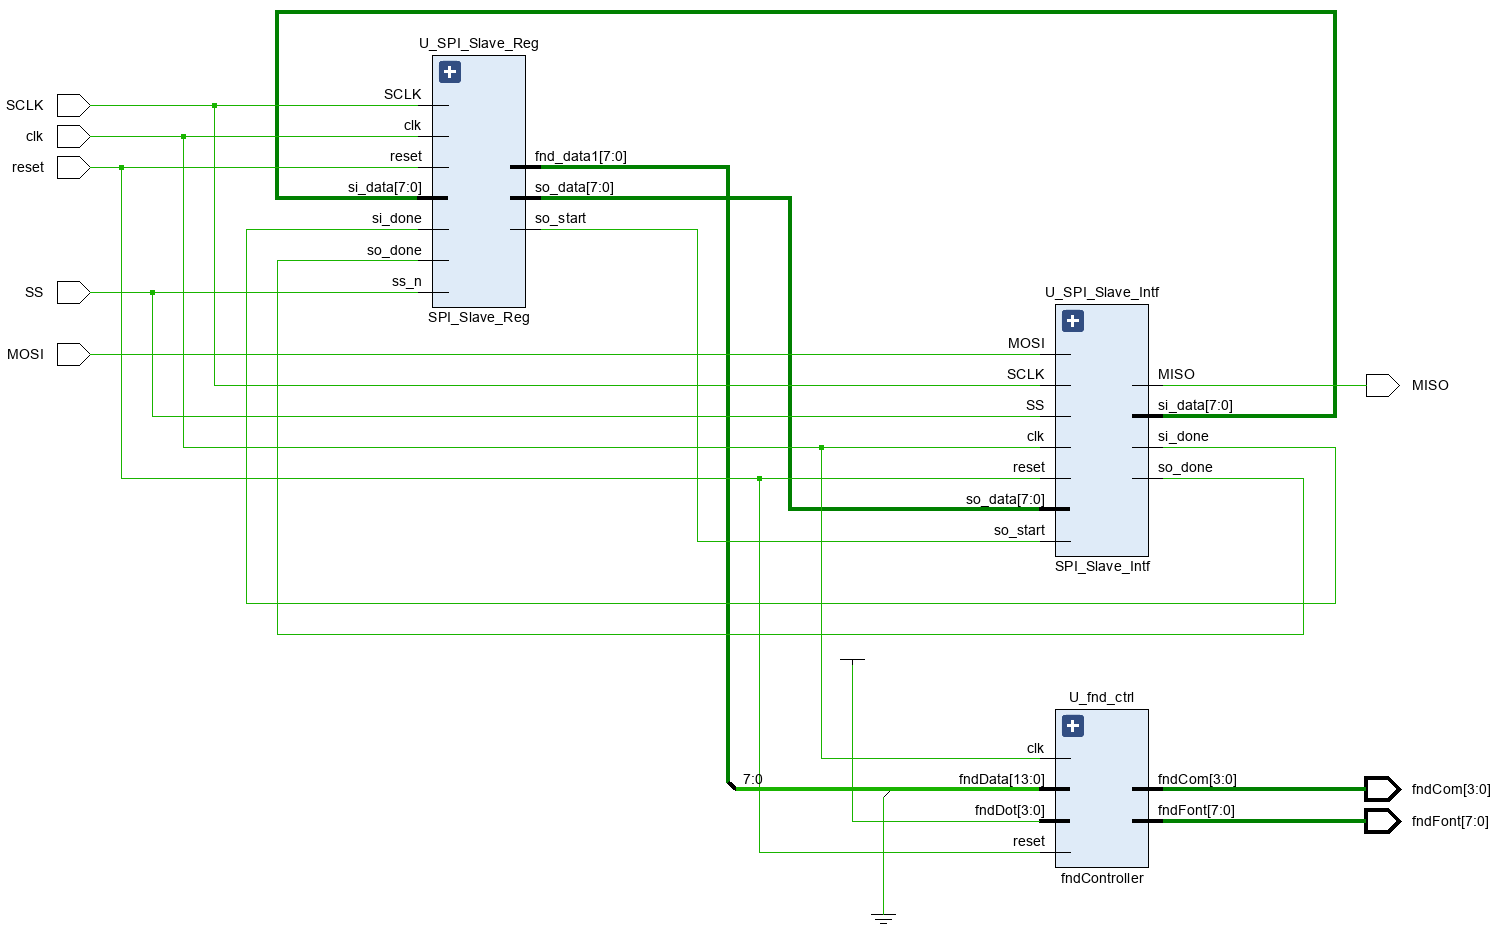 U_SPI_Slave_Reg
SCLK
clk
reset
si_data[7:0]
si_done
so_done
ss_n
fnd_data1[7:0]
so_data[7:0]
so_start
SPI_Slave_Reg
SCLK
clk
reset
SS
MOSI
U_SPI_Slave_Intf
MOSI
SCLK
SS
clk
reset
so_data[7:0]
so_start
MISO
si_data[7:0]
si_done
so_done
SPI_Slave_Intf
MISO
U_fnd_ctrl
clk
7:0
fndData[13:0]
fndDot[3:0]
reset
fndCom[3:0]
fndFont[7:0]
fndController
fndCom[3:0]
fndFont[7:0]